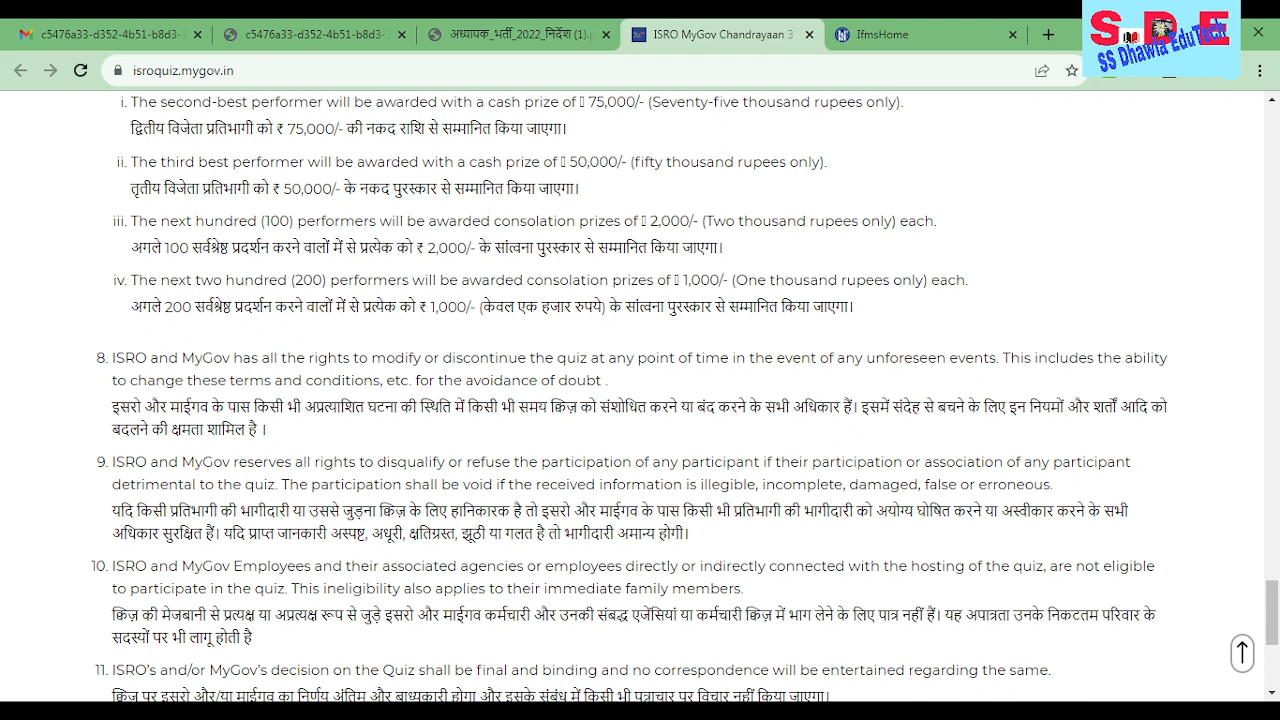 c5476a33-d352-4b51-b8d3-
c5476a33-d352-4b51-b8d3-
अध्यापक_भर्ती_2022_निर्देश (1).p
ISRO MyGov Chandrayaan 3
IfmsHome
SDE
SS Dhawla EduTech
isroquiz.mygov.in
i. The second-best performer will be awarded with a cash prize of ▯ 75,000/- (Seventy-five thousand rupees only).
द्वितीय विजेता प्रतिभागी को ₹ 75,000/- की नकद राशि से सम्मानित किया जाएगा।
ii. The third best performer will be awarded with a cash prize of ▯ 50,000/- (fifty thousand rupees only).
तृतीय विजेता प्रतिभागी को ₹ 50,000/- के नकद पुरस्कार से सम्मानित किया जाएगा।
iii. The next hundred (100) performers will be awarded consolation prizes of ▯ 2,000/- (Two thousand rupees only) each.
अगले 100 सर्वश्रेष्ठ प्रदर्शन करने वालों में से प्रत्येक को ₹ 2,000/- के सांत्वना पुरस्कार से सम्मानित किया जाएगा।
iv. The next two hundred (200) performers will be awarded consolation prizes of ▯ 1,000/- (One thousand rupees only) each.
अगले 200 सर्वश्रेष्ठ प्रदर्शन करने वालों में से प्रत्येक को ₹ 1,000/- (केवल एक हजार रुपये) के सांत्वना पुरस्कार से सम्मानित किया जाएगा।
8. ISRO and MyGov has all the rights to modify or discontinue the quiz at any point of time in the event of any unforeseen events. This includes the ability
to change these terms and conditions, etc. for the avoidance of doubt .
इसरो और माईगव के पास किसी भी अप्रत्याशित घटना की स्थिति में किसी भी समय क्विज़ को संशोधित करने या बंद करने के सभी अधिकार हैं। इसमें संदेह से बचने के लिए इन नियमों और शर्तों आदि को
बदलने की क्षमता शामिल है ।
9. ISRO and MyGov reserves all rights to disqualify or refuse the participation of any participant if their participation or association of any participant
detrimental to the quiz. The participation shall be void if the received information is illegible, incomplete, damaged, false or erroneous.
यदि किसी प्रतिभागी की भागीदारी या उससे जुड़ना क्विज़ के लिए हानिकारक है तो इसरो और माईगव के पास किसी भी प्रतिभागी की भागीदारी को अयोग्य घोषित करने या अस्वीकार करने के सभी
अधिकार सुरक्षित हैं। यदि प्राप्त जानकारी अस्पष्ट, अधूरी, क्षतिग्रस्त, झूठी या गलत है तो भागीदारी अमान्य होगी।
10. ISRO and MyGov Employees and their associated agencies or employees directly or indirectly connected with the hosting of the quiz, are not eligible
to participate in the quiz. This ineligibility also applies to their immediate family members.
क्विज़ की मेजबानी से प्रत्यक्ष या अप्रत्यक्ष रूप से जुड़े इसरो और माईगव कर्मचारी और उनकी संबद्ध एजेंसियां या कर्मचारी क्विज़ में भाग लेने के लिए पात्र नहीं हैं। यह अपात्रता उनके निकटतम परिवार के
सदस्यों पर भी लागू होती है
11. ISRO's and/or MyGov's decision on the Quiz shall be final and binding and no correspondence will be entertained regarding the same.
क्विज़ पर इसरो और/या माईगव का निर्णय अंतिम और बाध्यकारी होगा और इसके संबंध में किसी भी पत्राचार पर विचार नहीं किया जाएगा।